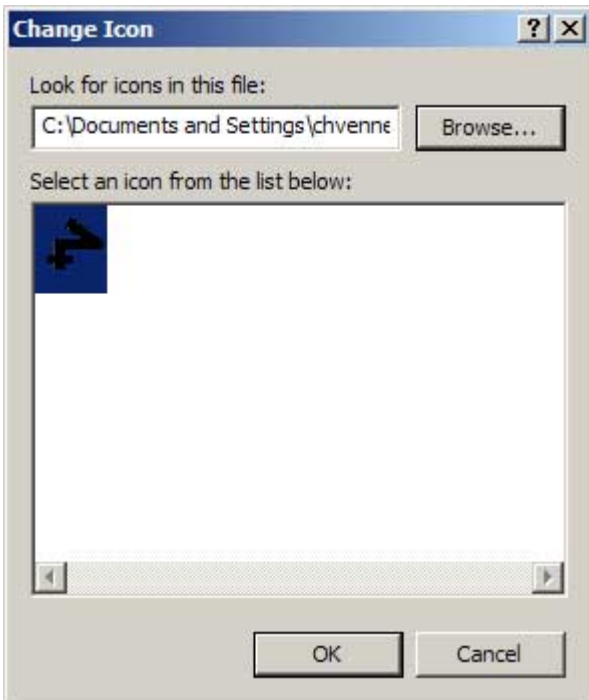 Change Icon
Look for icons in this file:
C:\Documents and Settings\chvenne
Browse...
Select an icon from the list below:
OK
Cancel